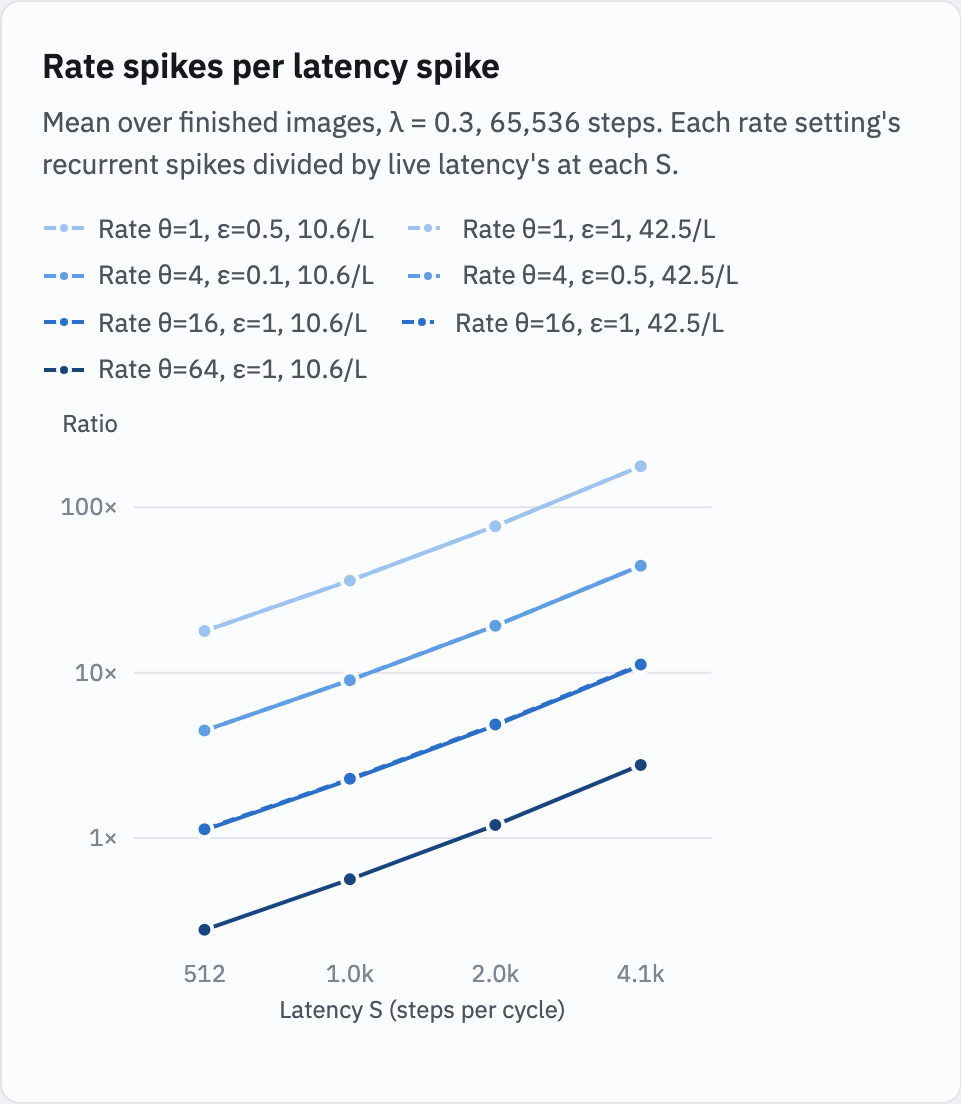 Rate spikes per latency spike
Mean over finished images, λ = 0.3, 65,536 steps. Each rate setting's
recurrent spikes divided by live latency's at each S.
Rate θ=1, ε=0.5, 10.6/L
Rate θ=1, ε=1, 42.5/L
Rate θ=4, ε=0.1, 10.6/L
Rate θ=4, ε=0.5, 42.5/L
Rate θ=16, ε=1, 10.6/L
Rate θ=16, ε=1, 42.5/L
Rate θ=64, ε=1, 10.6/L
Ratio
100×
10×
1×
512
1.0k
2.0k
4.1k
Latency S (steps per cycle)